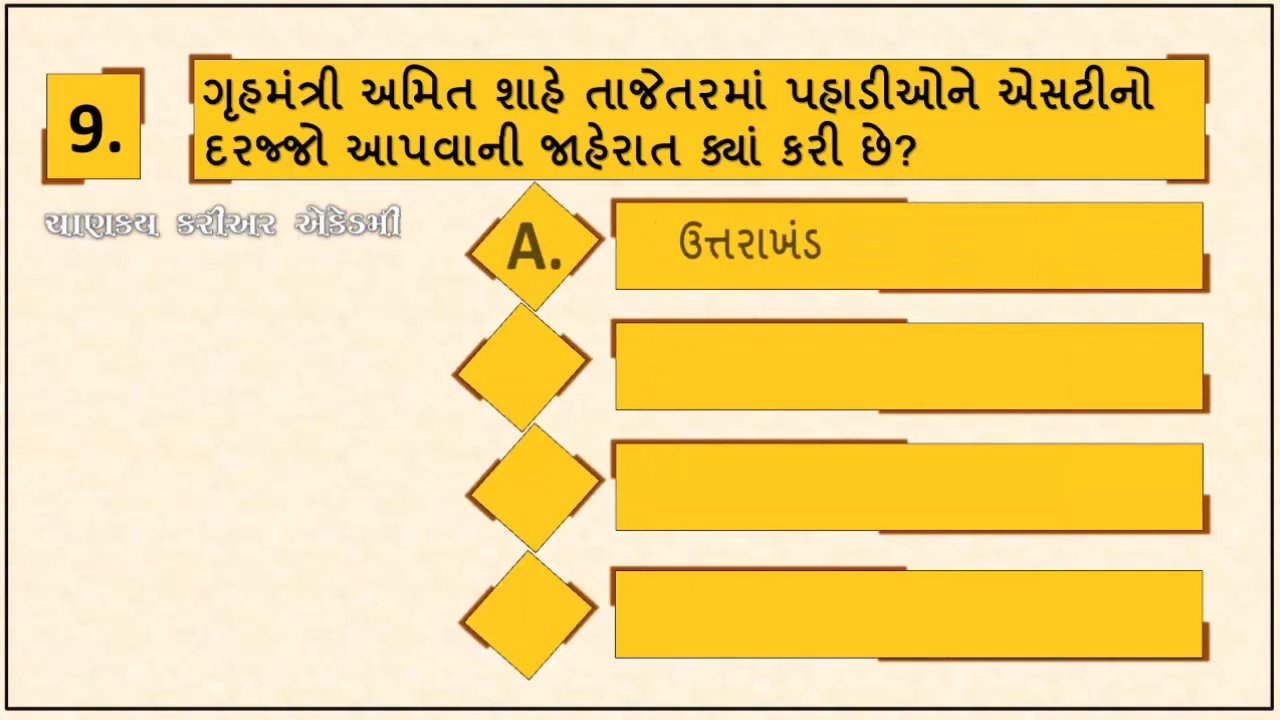 9.
ગૃહમંત્રી અમિત શાહે તાજેતરમાં પહાડીઓને એસટીનો
દરજ્જો આપવાની જાહેરાત ક્યાં કરી છે?
ચાણક્ય કરીઅર એકેડમી
A. ઉત્તરાખંડ